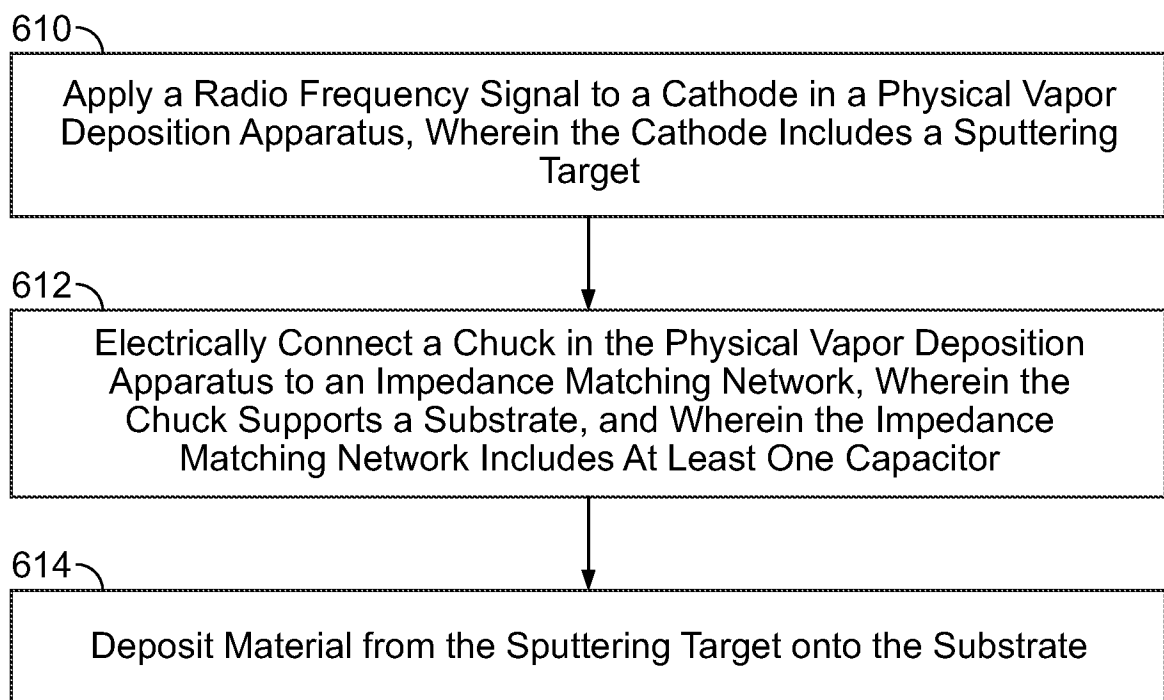 610
Apply a Radio Frequency Signal to a Cathode in a Physical Vapor
Deposition Apparatus, Wherein the Cathode Includes a Sputtering
Target
612
Electrically Connect a Chuck in the Physical Vapor Deposition
Apparatus to an Impedance Matching Network, Wherein the
Chuck Supports a Substrate, and Wherein the Impedance
Matching Network Includes At Least One Capacitor
614
Deposit Material from the Sputtering Target onto the Substrate